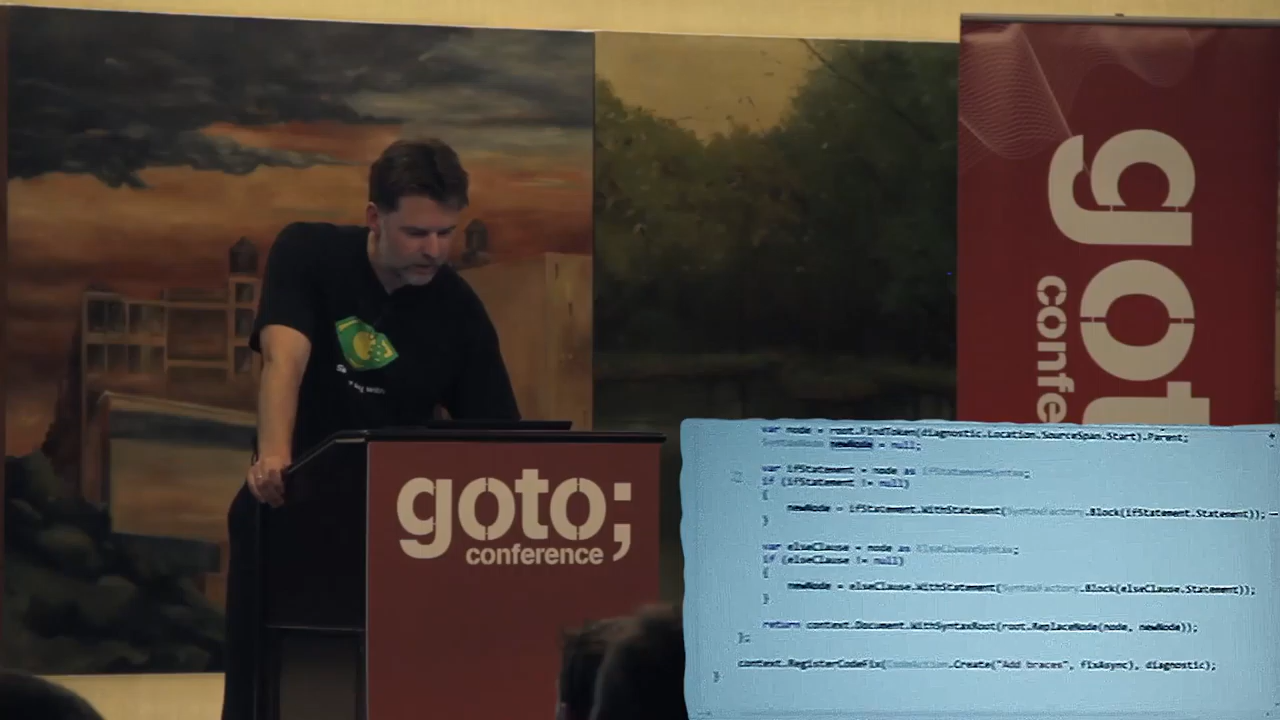 goto;
conference
got
confe
var node = root.FindToken(diagnostic.Location.SourceSpan.Start).Parent;
SyntaxNode newNode = null;
var ifStatement = node as IfStatementSyntax;
if (ifStatement != null)
{
newNode = ifStatement.WithStatement(SyntaxFactory.Block(ifStatement.Statement));
}
var elseClause = node as ElseClauseSyntax;
if (elseClause != null)
{
newNode = elseClause.WithStatement(SyntaxFactory.Block(elseClause.Statement));
}
return context.Document.WithSyntaxRoot(root.ReplaceNode(node, newNode));
};
context.RegisterCodeFix(CodeAction.Create("Add braces", fixAsync), diagnostic);
}